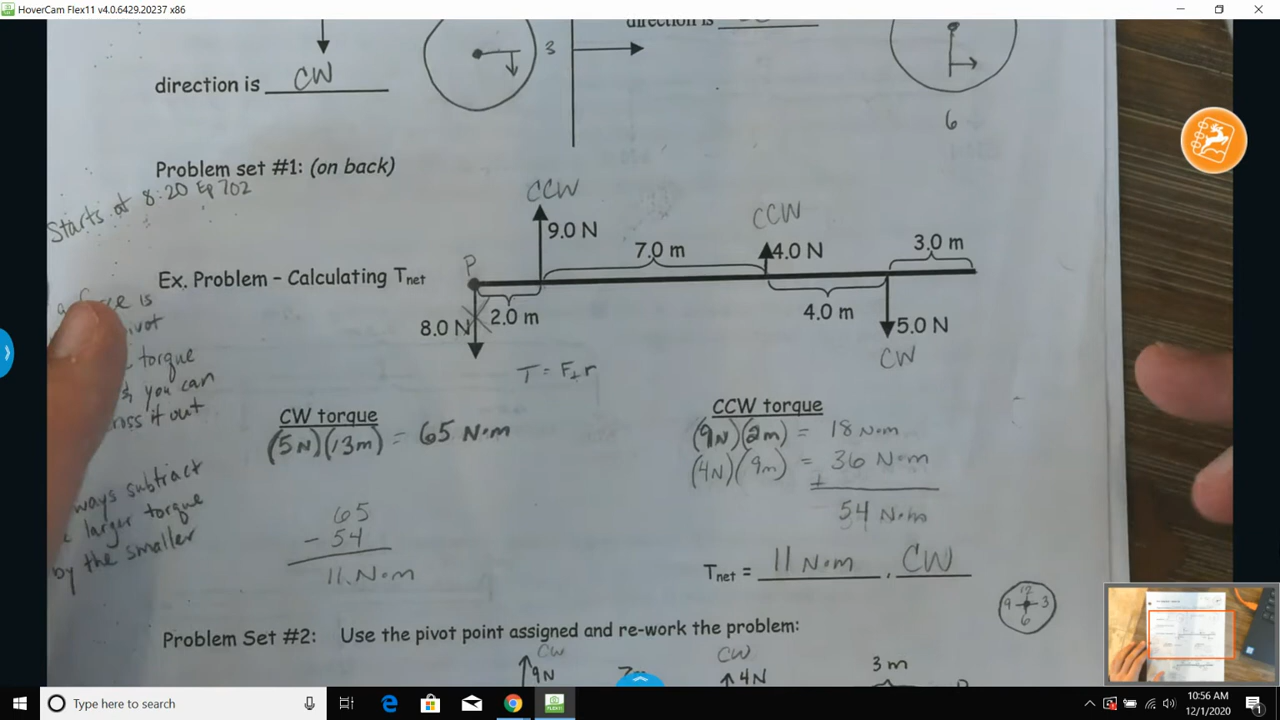 HoverCam Flex11 v4.0.6429.20237 x86
direction is
direction is CW
3
6
Problem set #1: (on back)
Starts at 8:20 Ep 702
CCW
CCW
9.0 N
7.0 m
4.0 N
3.0 m
P
Ex. Problem – Calculating Tnet
8.0 N
2.0 m
4.0 m
5.0 N
CW
T = F⊥r
is
torque
you can
it out
CW torque
(5N)(13m) = 65 N·m
CCW torque
(9N)(2m) = 18 N·m
(4N)(9m) = 36 N·m
+
54 N·m
subtract
larger torque
by the smaller
65
- 54
11 N·m
Tnet = 11 N·m , CW
12
9 3
6
Problem Set #2: Use the pivot point assigned and re-work the problem:
CW
CW
9N
4N
3 m
Type here to search
10:56 AM
12/1/2020